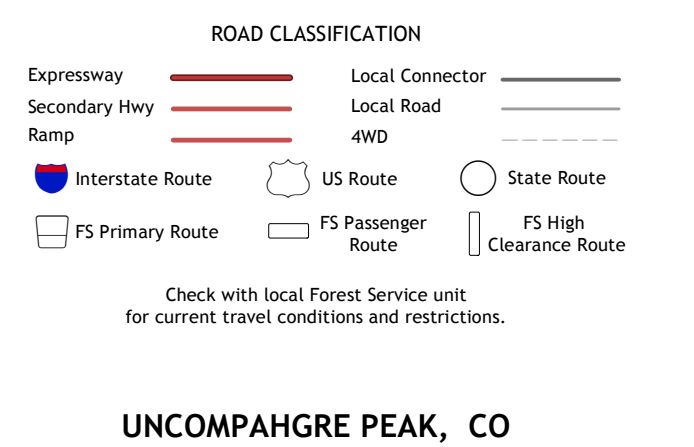 ROAD CLASSIFICATION
Expressway
Local Connector
Secondary Hwy
Local Road
Ramp
4WD
Interstate Route
US Route
State Route
FS Primary Route
FS Passenger
Route
FS High
Clearance Route
Check with local Forest Service unit
for current travel conditions and restrictions.
UNCOMPAHGRE PEAK, CO